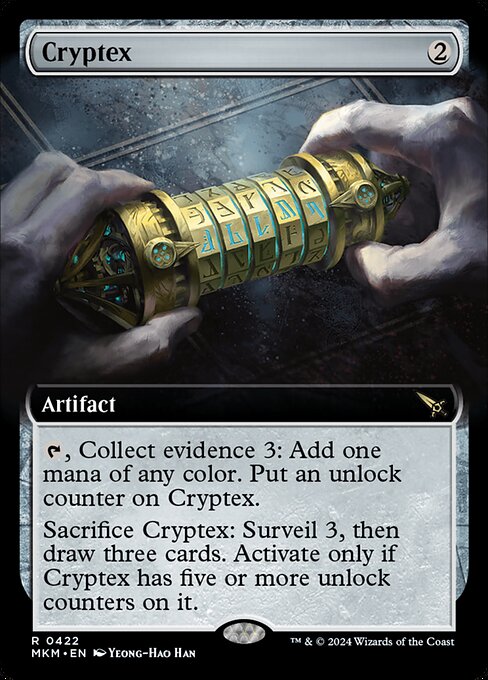 Cryptex 2
Artifact
, Collect evidence 3: Add one
mana of any color. Put an unlock
counter on Cryptex.
Sacrifice Cryptex: Surveil 3, then
draw three cards. Activate only if
Cryptex has five or more unlock
counters on it.
R 0422
MKM • EN Yeong-Hao Han
™ & © 2024 Wizards of the Coast